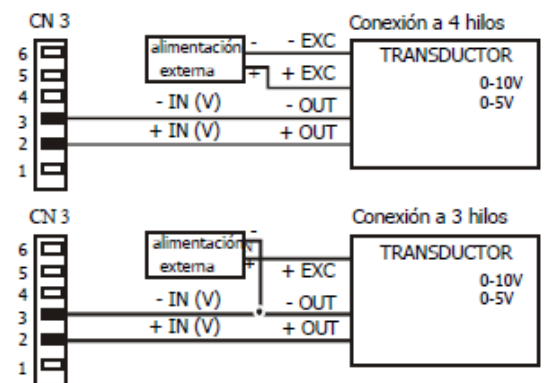 CN 3
Conexión a 4 hilos
6
5
4
3
2
1
alimentación
externa
-
+
- EXC
+ EXC
- IN (V)
- OUT
+ IN (V)
+ OUT
TRANSDUCTOR
0-10V
0-5V
CN 3
Conexión a 3 hilos
6
5
4
3
2
1
alimentación
externa
-
+
+ EXC
- IN (V)
- OUT
+ IN (V)
+ OUT
TRANSDUCTOR
0-10V
0-5V